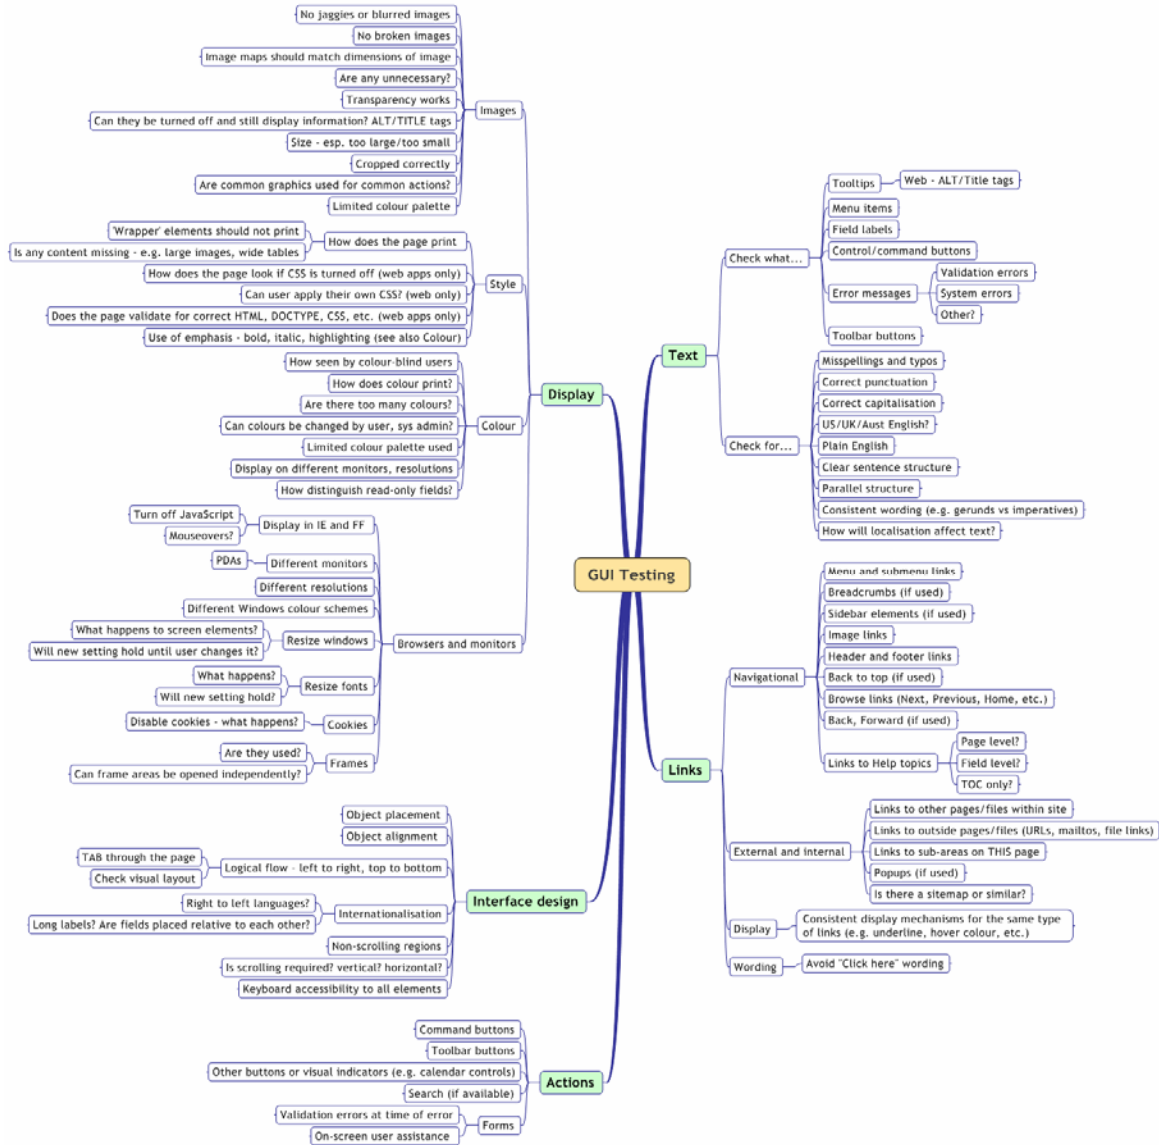 GUI Testing
Text
Check what...
Tooltips
Web - ALT/Title tags
Menu items
Field labels
Control/command buttons
Error messages
Validation errors
System errors
Other?
Toolbar buttons
Check for...
Misspellings and typos
Correct punctuation
Correct capitalisation
US/UK/Aust English?
Plain English
Clear sentence structure
Parallel structure
Consistent wording (e.g. gerunds vs imperatives)
How will localisation affect text?
Links
Navigational
Menu and submenu links
Breadcrumbs (if used)
Sidebar elements (if used)
Image links
Header and footer links
Back to top (if used)
Browse links (Next, Previous, Home, etc.)
Back, Forward (if used)
Links to Help topics
Page level?
Field level?
TOC only?
External and internal
Links to other pages/files within site
Links to outside pages/files (URLs, mailtos, file links)
Links to sub-areas on THIS page
Popups (if used)
Is there a sitemap or similar?
Display
Consistent display mechanisms for the same type
of links (e.g. underline, hover colour, etc.)
Wording
Avoid "Click here" wording
Display
Images
No jaggies or blurred images
No broken images
Image maps should match dimensions of image
Are any unnecessary?
Transparency works
Can they be turned off and still display information? ALT/TITLE tags
Size - esp. too large/too small
Cropped correctly
Are common graphics used for common actions?
Limited colour palette
Style
How does the page print
'Wrapper' elements should not print
Is any content missing - e.g. large images, wide tables
How does the page look if CSS is turned off (web apps only)
Can user apply their own CSS? (web only)
Does the page validate for correct HTML, DOCTYPE, CSS, etc. (web apps only)
Use of emphasis - bold, italic, highlighting (see also Colour)
Colour
How seen by colour-blind users
How does colour print?
Are there too many colours?
Can colours be changed by user, sys admin?
Limited colour palette used
Display on different monitors, resolutions
How distinguish read-only fields?
Browsers and monitors
Display in IE and FF
Turn off JavaScript
Mouseovers?
Different monitors
PDAs
Different resolutions
Different Windows colour schemes
Resize windows
What happens to screen elements?
Will new setting hold until user changes it?
Resize fonts
What happens?
Will new setting hold?
Cookies
Disable cookies - what happens?
Frames
Are they used?
Can frame areas be opened independently?
Interface design
Object placement
Object alignment
Logical flow - left to right, top to bottom
TAB through the page
Check visual layout
Internationalisation
Right to left languages?
Long labels? Are fields placed relative to each other?
Non-scrolling regions
Is scrolling required? vertical? horizontal?
Keyboard accessibility to all elements
Actions
Command buttons
Toolbar buttons
Other buttons or visual indicators (e.g. calendar controls)
Search (if available)
Forms
Validation errors at time of error
On-screen user assistance